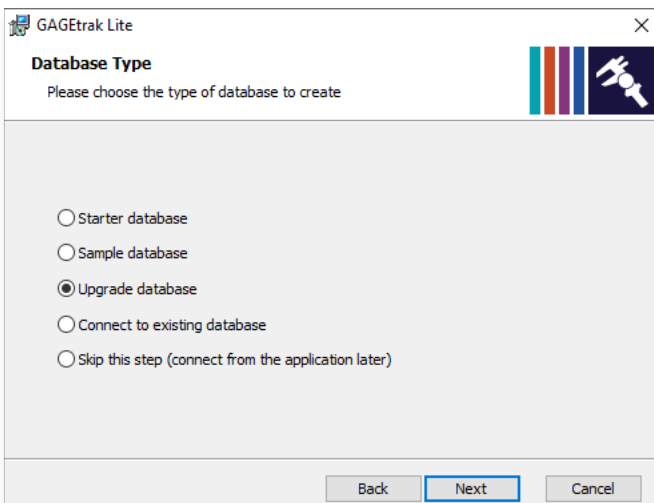 GAGEtrak Lite
Database Type
Please choose the type of database to create
Starter database
Sample database
Upgrade database
Connect to existing database
Skip this step (connect from the application later)
Back Next Cancel